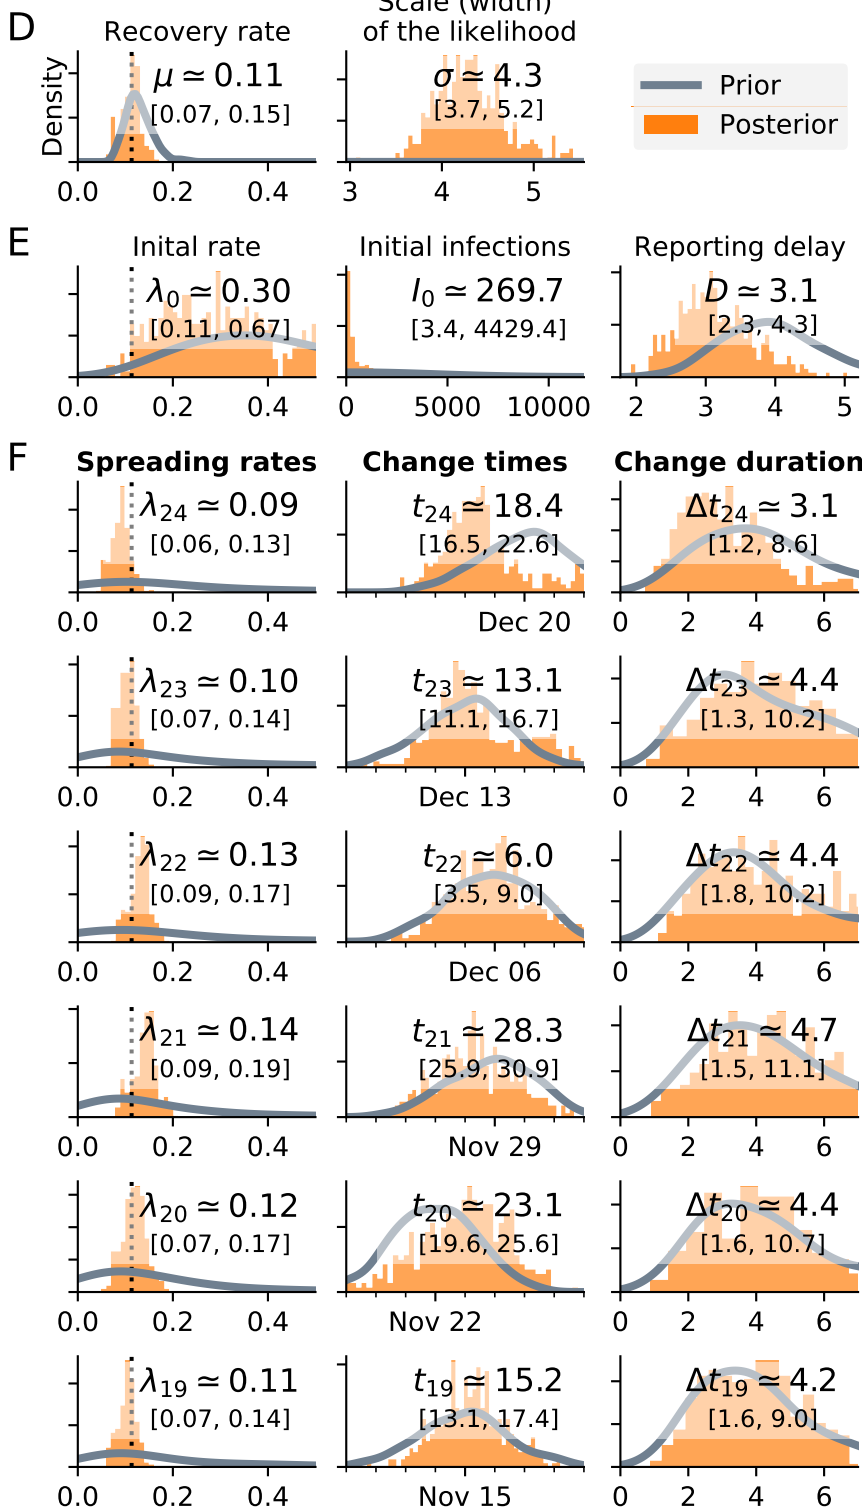 D
Recovery rate
Scale (width)
of the likelihood
Density
μ ≃ 0.11
[0.07, 0.15]
σ ≃ 4.3
[3.7, 5.2]
Prior
Posterior
0.0 0.2 0.4
3 4 5
E
Inital rate
Initial infections
Reporting delay
λ0 ≃ 0.30
[0.11, 0.67]
I0 ≃ 269.7
[3.4, 4429.4]
D ≃ 3.1
[2.3, 4.3]
0.0 0.2 0.4
0 5000 10000
2 3 4 5
F
Spreading rates
Change times
Change duration
λ24 ≃ 0.09
[0.06, 0.13]
t24 ≃ 18.4
[16.5, 22.6]
Δt24 ≃ 3.1
[1.2, 8.6]
0.0 0.2 0.4
Dec 20
0 2 4 6
λ23 ≃ 0.10
[0.07, 0.14]
t23 ≃ 13.1
[11.1, 16.7]
Δt23 ≃ 4.4
[1.3, 10.2]
0.0 0.2 0.4
Dec 13
0 2 4 6
λ22 ≃ 0.13
[0.09, 0.17]
t22 ≃ 6.0
[3.5, 9.0]
Δt22 ≃ 4.4
[1.8, 10.2]
0.0 0.2 0.4
Dec 06
0 2 4 6
λ21 ≃ 0.14
[0.09, 0.19]
t21 ≃ 28.3
[25.9, 30.9]
Δt21 ≃ 4.7
[1.5, 11.1]
0.0 0.2 0.4
Nov 29
0 2 4 6
λ20 ≃ 0.12
[0.07, 0.17]
t20 ≃ 23.1
[19.6, 25.6]
Δt20 ≃ 4.4
[1.6, 10.7]
0.0 0.2 0.4
Nov 22
0 2 4 6
λ19 ≃ 0.11
[0.07, 0.14]
t19 ≃ 15.2
[13.1, 17.4]
Δt19 ≃ 4.2
[1.6, 9.0]
0.0 0.2 0.4
Nov 15
0 2 4 6